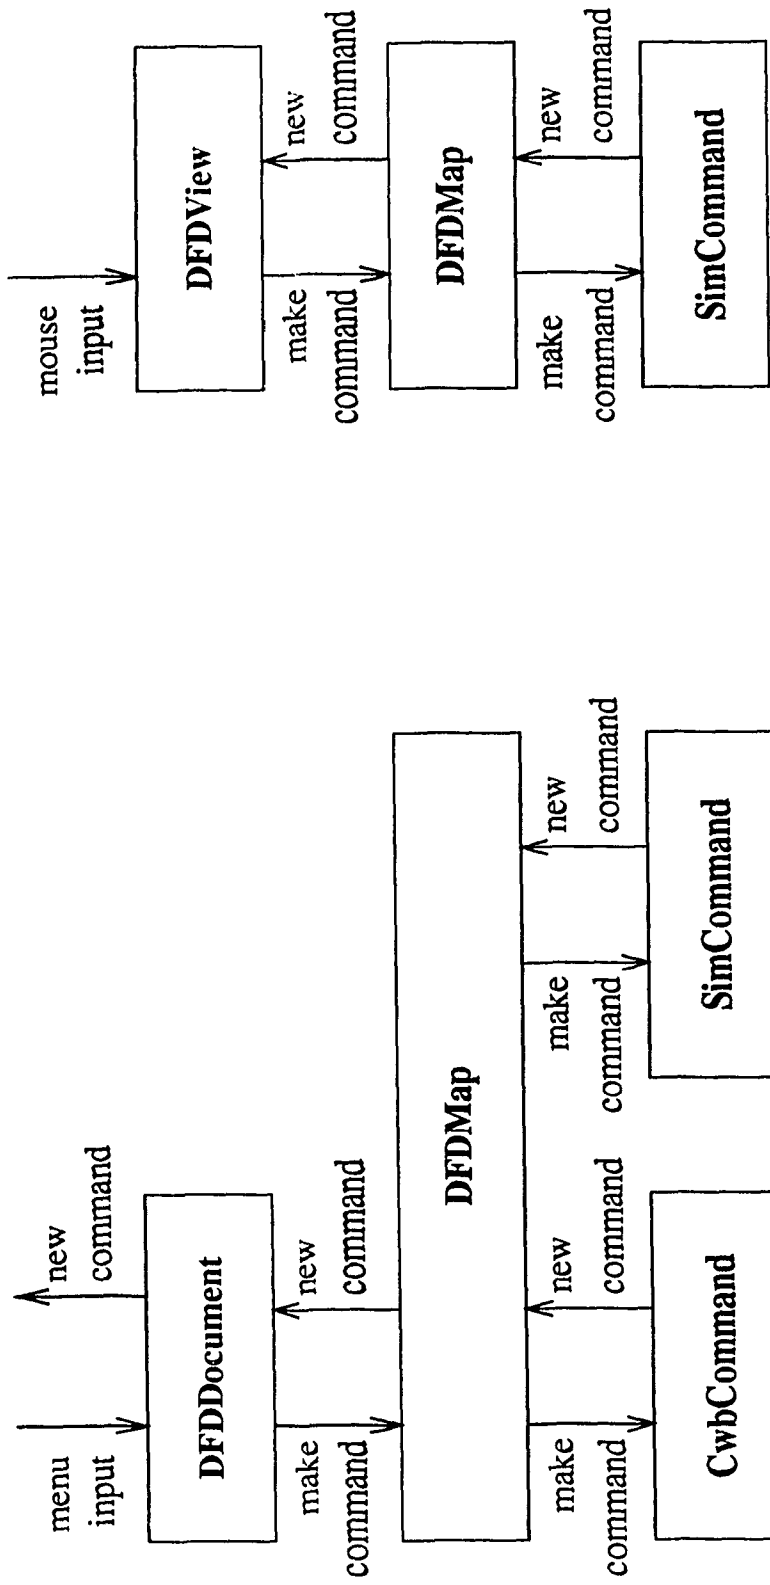 menu
input
new
command
DFDDocument
make
command
new
command
DFDMap
make
command
new
command
make
command
new
command
CwbCommand
SimCommand
mouse
input
DFDView
make
command
new
command
DFDMap
make
command
new
command
SimCommand